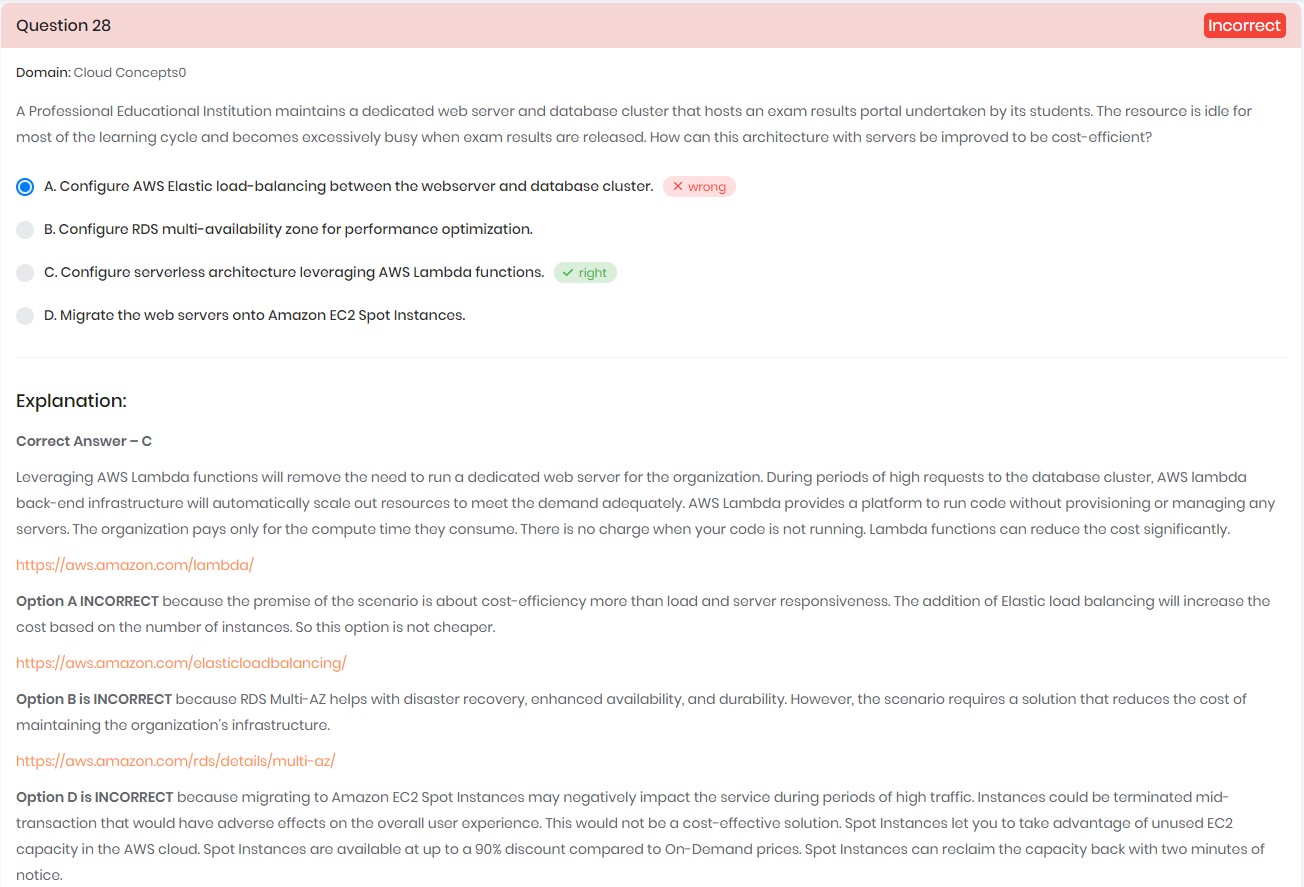 Question 28
Incorrect
Domain: Cloud Concepts0
A Professional Educational Institution maintains a dedicated web server and database cluster that hosts an exam results portal undertaken by its students. The resource is idle for
most of the learning cycle and becomes excessively busy when exam results are released. How can this architecture with servers be improved to be cost-efficient?
A. Configure AWS Elastic load-balancing between the webserver and database cluster. ✕ wrong
B. Configure RDS multi-availability zone for performance optimization.
C. Configure serverless architecture leveraging AWS Lambda functions. ✓ right
D. Migrate the web servers onto Amazon EC2 Spot Instances.
Explanation:
Correct Answer – C
Leveraging AWS Lambda functions will remove the need to run a dedicated web server for the organization. During periods of high requests to the database cluster, AWS lambda
back-end infrastructure will automatically scale out resources to meet the demand adequately. AWS Lambda provides a platform to run code without provisioning or managing any
servers. The organization pays only for the compute time they consume. There is no charge when your code is not running. Lambda functions can reduce the cost significantly.
https://aws.amazon.com/lambda/
Option A INCORRECT because the premise of the scenario is about cost-efficiency more than load and server responsiveness. The addition of Elastic load balancing will increase the
cost based on the number of instances. So this option is not cheaper.
https://aws.amazon.com/elasticloadbalancing/
Option B is INCORRECT because RDS Multi-AZ helps with disaster recovery, enhanced availability, and durability. However, the scenario requires a solution that reduces the cost of
maintaining the organization's infrastructure.
https://aws.amazon.com/rds/details/multi-az/
Option D is INCORRECT because migrating to Amazon EC2 Spot Instances may negatively impact the service during periods of high traffic. Instances could be terminated mid-
transaction that would have adverse effects on the overall user experience. This would not be a cost-effective solution. Spot Instances let you to take advantage of unused EC2
capacity in the AWS cloud. Spot Instances are available at up to a 90% discount compared to On-Demand prices. Spot Instances can reclaim the capacity back with two minutes of
notice.